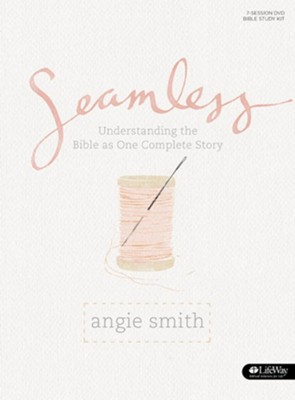 7-SESSION DVD
BIBLE STUDY KIT
Seamless
Understanding the
Bible as One Complete Story
angie smith
LifeWay